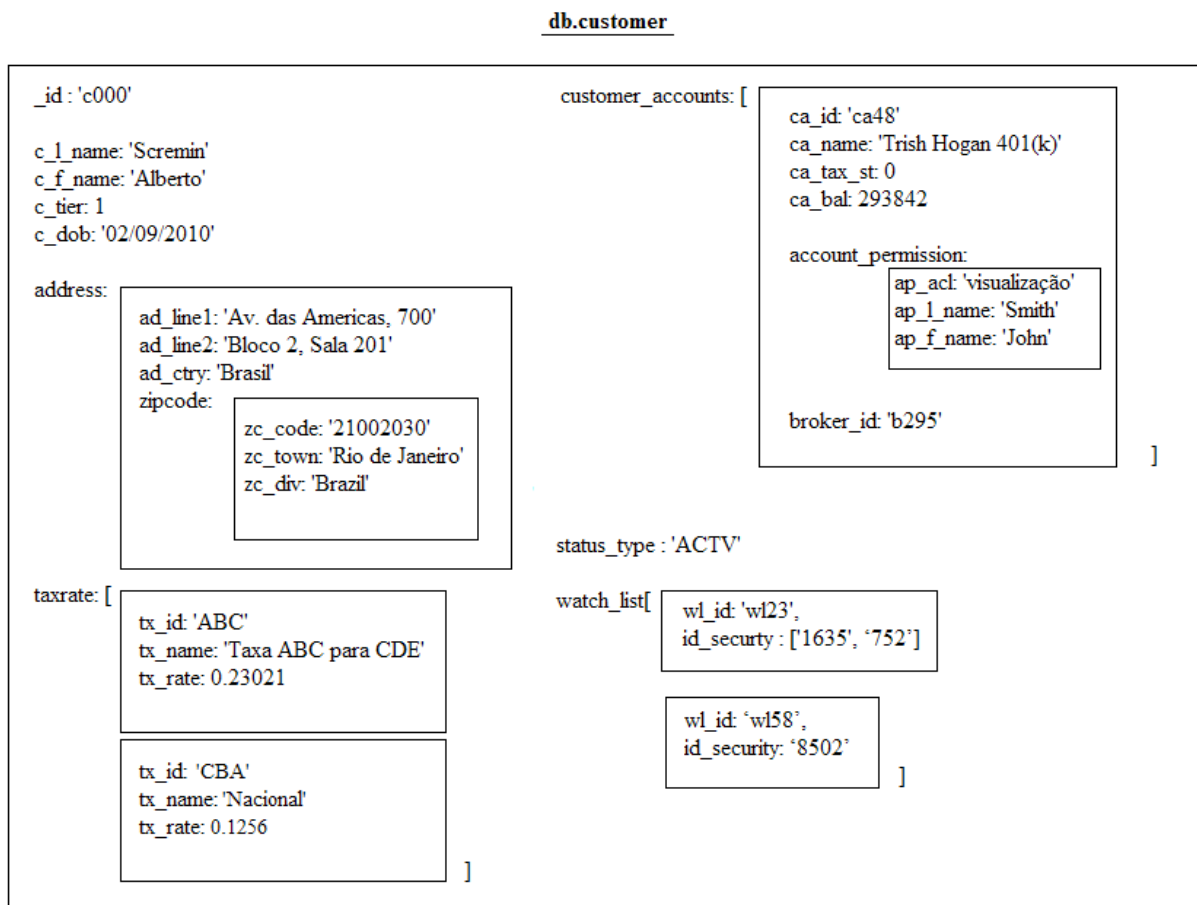 db.customer
_id : 'c000'
c_l_name: 'Scremin'
c_f_name: 'Alberto'
c_tier: 1
c_dob: '02/09/2010'
address:
ad_line1: 'Av. das Americas, 700'
ad_line2: 'Bloco 2, Sala 201'
ad_ctry: 'Brasil'
zipcode:
zc_code: '21002030'
zc_town: 'Rio de Janeiro'
zc_div: 'Brazil'
taxrate: [
tx_id: 'ABC'
tx_name: 'Taxa ABC para CDE'
tx_rate: 0.23021
tx_id: 'CBA'
tx_name: 'Nacional'
tx_rate: 0.1256
]
customer_accounts: [
ca_id: 'ca48'
ca_name: 'Trish Hogan 401(k)'
ca_tax_st: 0
ca_bal: 293842
account_permission:
ap_acl: 'visualização'
ap_l_name: 'Smith'
ap_f_name: 'John'
broker_id: 'b295'
]
status_type : 'ACTV'
watch_list[
wl_id: 'wl23',
id_securty : ['1635', ‘752’]
wl_id: ‘wl58’,
id_security: ‘8502’
]